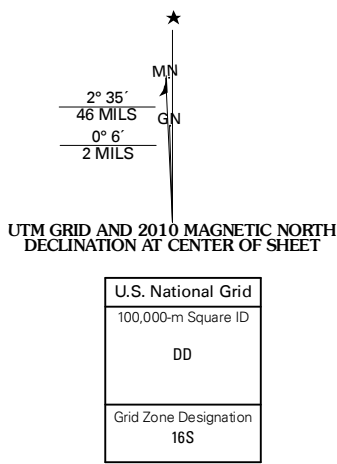 MN
2° 35´
46 MILS
GN
0° 6´
2 MILS
UTM GRID AND 2010 MAGNETIC NORTH
DECLINATION AT CENTER OF SHEET
U.S. National Grid
100,000-m Square ID
DD
Grid Zone Designation
16S